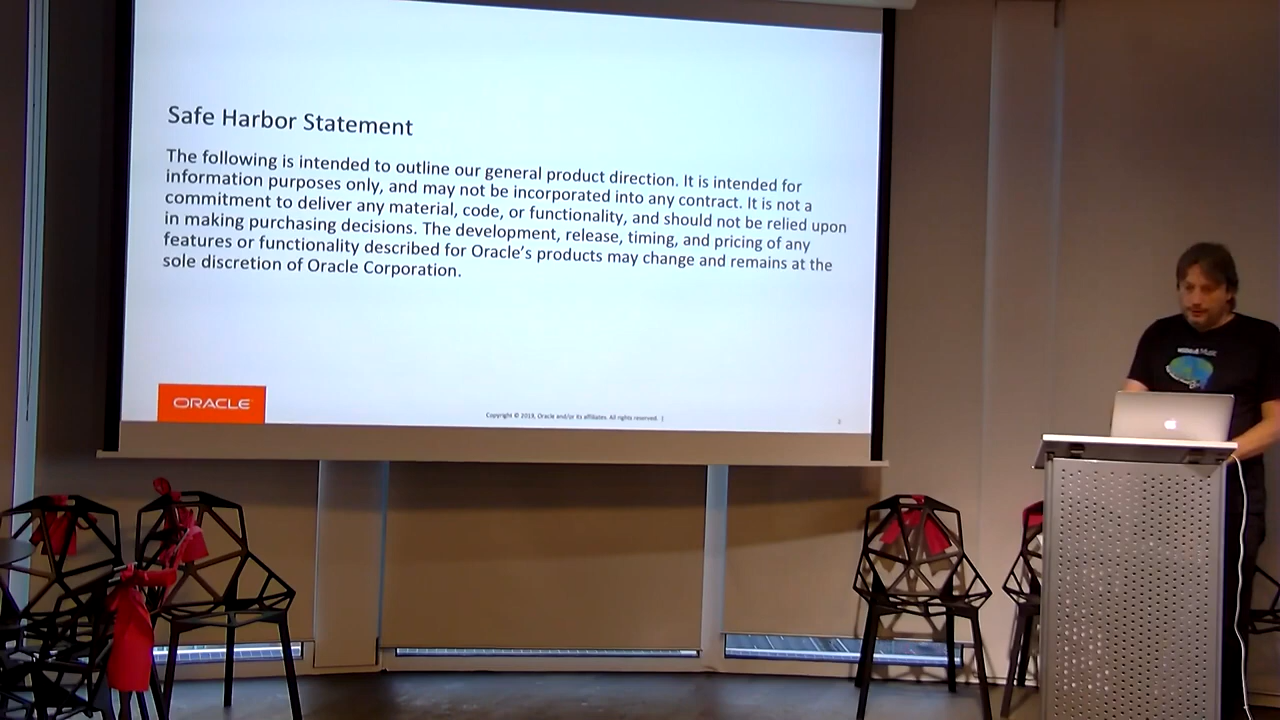 Safe Harbor Statement
The following is intended to outline our general product direction. It is intended for
information purposes only, and may not be incorporated into any contract. It is not a
commitment to deliver any material, code, or functionality, and should not be relied upon
in making purchasing decisions. The development, release, timing, and pricing of any
features or functionality described for Oracle’s products may change and remains at the
sole discretion of Oracle Corporation.
ORACLE
Copyright © 2019, Oracle and/or its affiliates. All rights reserved. |
2